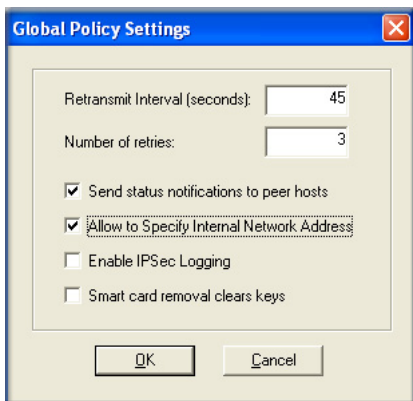 Global Policy Settings
Retransmit Interval (seconds): 45
Number of retries: 3
Send status notifications to peer hosts
Allow to Specify Internal Network Address
Enable IPSec Logging
Smart card removal clears keys
OK Cancel